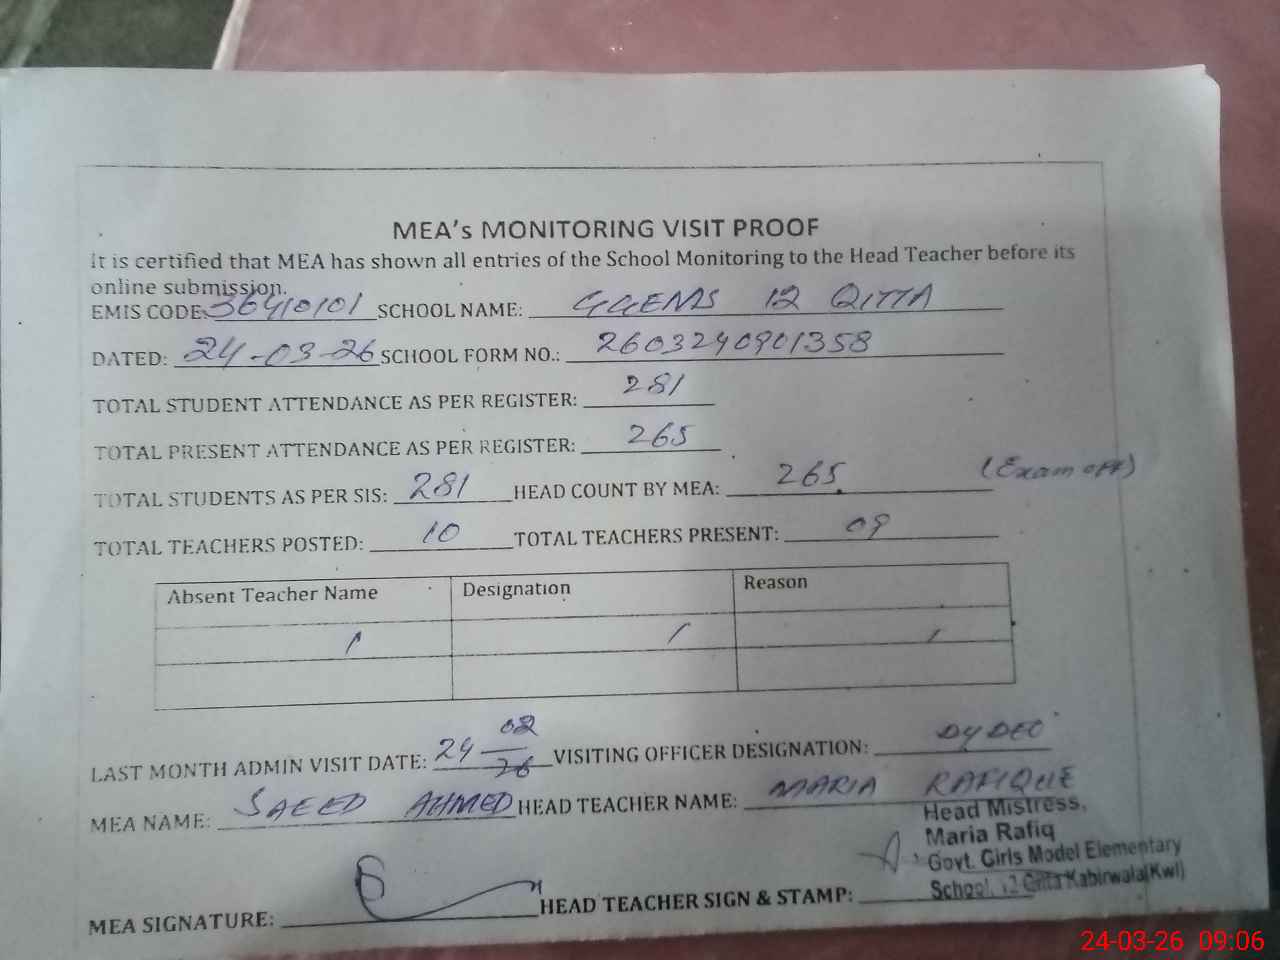 MEA's MONITORING VISIT PROOF
It is certified that MEA has shown all entries of the School Monitoring to the Head Teacher before its
online submission.
EMIS CODE: 36410101 SCHOOL NAME: GGEMS 12 QITTA
DATED: 24-03-26 SCHOOL FORM NO.: 2603240901358
TOTAL STUDENT ATTENDANCE AS PER REGISTER: 281
TOTAL PRESENT ATTENDANCE AS PER REGISTER: 265
TOTAL STUDENTS AS PER SIS: 281 HEAD COUNT BY MEA: 265 (Exam off)
TOTAL TEACHERS POSTED: 10 TOTAL TEACHERS PRESENT: 09
Absent Teacher Name Designation Reason
/ / /
LAST MONTH ADMIN VISIT DATE: 24-02-26 VISITING OFFICER DESIGNATION: DYDEO
MEA NAME: SAEED AHMED HEAD TEACHER NAME: MARIA RAFIQUE
Head Mistress,
Maria Rafiq
Govt. Girls Model Elementary
School, 12 Qitta Kabirwala(Kwl)
MEA SIGNATURE: HEAD TEACHER SIGN & STAMP:
24-03-26 09:06